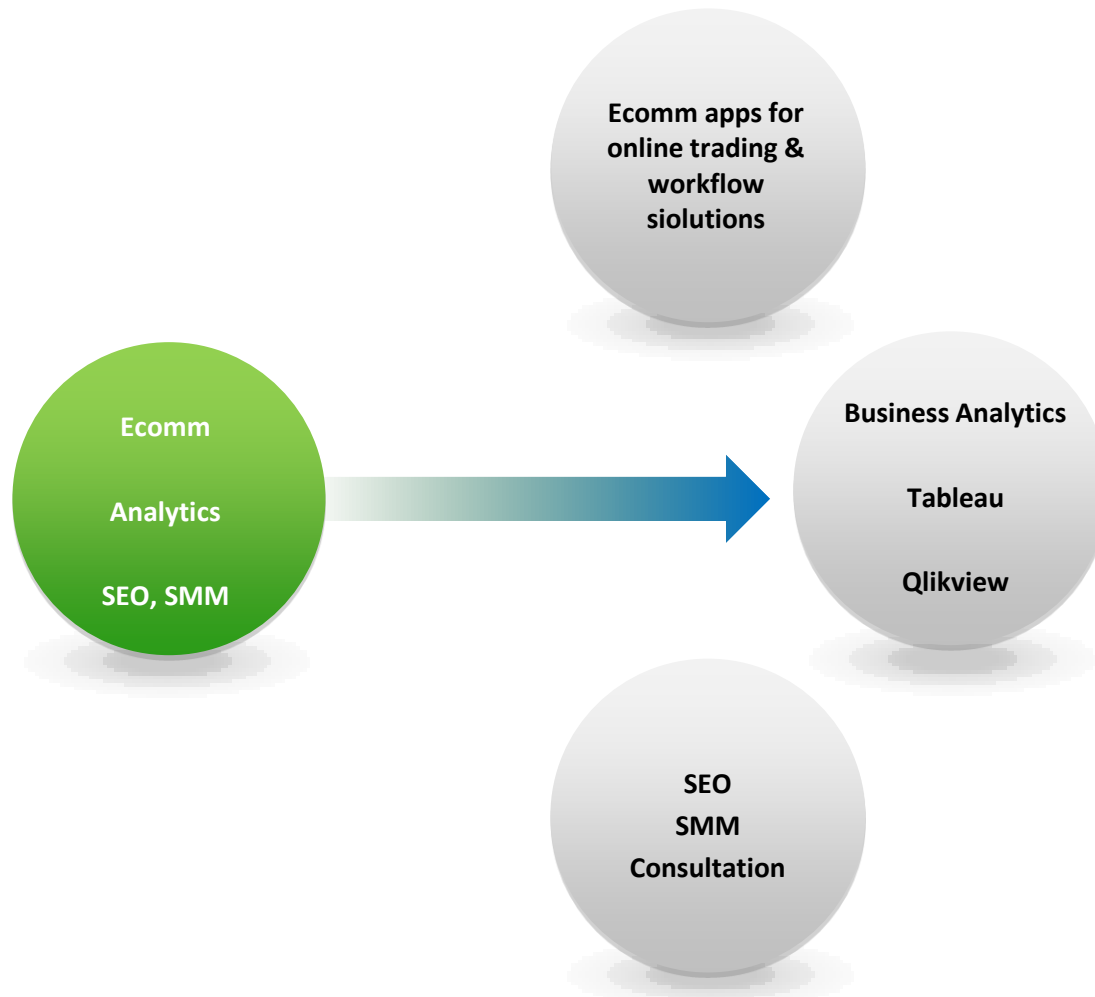 Ecomm apps for
online trading &
workflow
siolutions
Ecomm
Analytics
SEO, SMM
Business Analytics
Tableau
Qlikview
SEO
SMM
Consultation